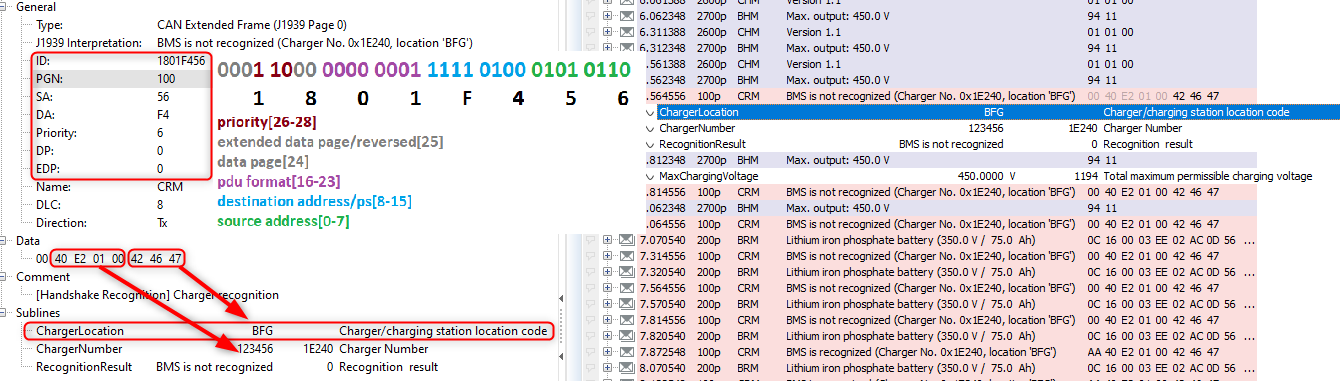 General
Type: CAN Extended Frame (J1939 Page 0)
J1939 Interpretation: BMS is not recognized (Charger No. 0x1E240, location 'BFG')
ID: 1801F456
PGN: 100
SA: 56
DA: F4
Priority: 6
DP: 0
EDP: 0
Name: CRM
DLC: 8
Direction: Tx
Data
00 40 E2 01 00 42 46 47
Comment
[Handshake Recognition] Charger recognition
Sublines
ChargerLocation BFG Charger/charging station location code
ChargerNumber 123456 1E240 Charger Number
RecognitionResult BMS is not recognized 0 Recognition result
0001 1000 0000 0001 1111 0100 0101 0110
1 8 0 1 F 4 5 6
priority[26-28]
extended data page/reversed[25]
data page[24]
pdu format[16-23]
destination address/ps[8-15]
source address[0-7]
6.061388 2600p CHM Version 1.1 01 01 00
6.062348 2700p BHM Max. output: 450.0 V 94 11
6.311388 2600p CHM Version 1.1 01 01 00
6.312348 2700p BHM Max. output: 450.0 V 94 11
.561388 2600p CHM Version 1.1 01 01 00
.562348 2700p BHM Max. output: 450.0 V 94 11
.564556 100p CRM BMS is not recognized (Charger No. 0x1E240, location 'BFG') 00 40 E2 01 00 42 46 47
ChargerLocation BFG Charger/charging station location code
ChargerNumber 123456 1E240 Charger Number
RecognitionResult BMS is not recognized 0 Recognition result
.812348 2700p BHM Max. output: 450.0 V 94 11
MaxChargingVoltage 450.0000 V 1194 Total maximum permissible charging voltage
.814556 100p CRM BMS is not recognized (Charger No. 0x1E240, location 'BFG') 00 40 E2 01 00 42 46 47
.062348 2700p BHM Max. output: 450.0 V 94 11
.064556 100p CRM BMS is not recognized (Charger No. 0x1E240, location 'BFG') 00 40 E2 01 00 42 46 47
7.070540 200p BRM Lithium iron phosphate battery (350.0 V / 75.0 Ah) 0C 16 00 03 EE 02 AC 0D 56 ...
7.314556 100p CRM BMS is not recognized (Charger No. 0x1E240, location 'BFG') 00 40 E2 01 00 42 46 47
7.320540 200p BRM Lithium iron phosphate battery (350.0 V / 75.0 Ah) 0C 16 00 03 EE 02 AC 0D 56 ...
7.564556 100p CRM BMS is not recognized (Charger No. 0x1E240, location 'BFG') 00 40 E2 01 00 42 46 47
7.570540 200p BRM Lithium iron phosphate battery (350.0 V / 75.0 Ah) 0C 16 00 03 EE 02 AC 0D 56 ...
7.814556 100p CRM BMS is not recognized (Charger No. 0x1E240, location 'BFG') 00 40 E2 01 00 42 46 47
7.820540 200p BRM Lithium iron phosphate battery (350.0 V / 75.0 Ah) 0C 16 00 03 EE 02 AC 0D 56 ...
7.872548 100p CRM BMS is recognized (Charger No. 0x1E240, location 'BFG') AA 40 E2 01 00 42 46 47
8.070540 200p BRM Lithium iron phosphate battery (350.0 V / 75.0 Ah) 0C 16 00 03 EE 02 AC 0D 56 ...